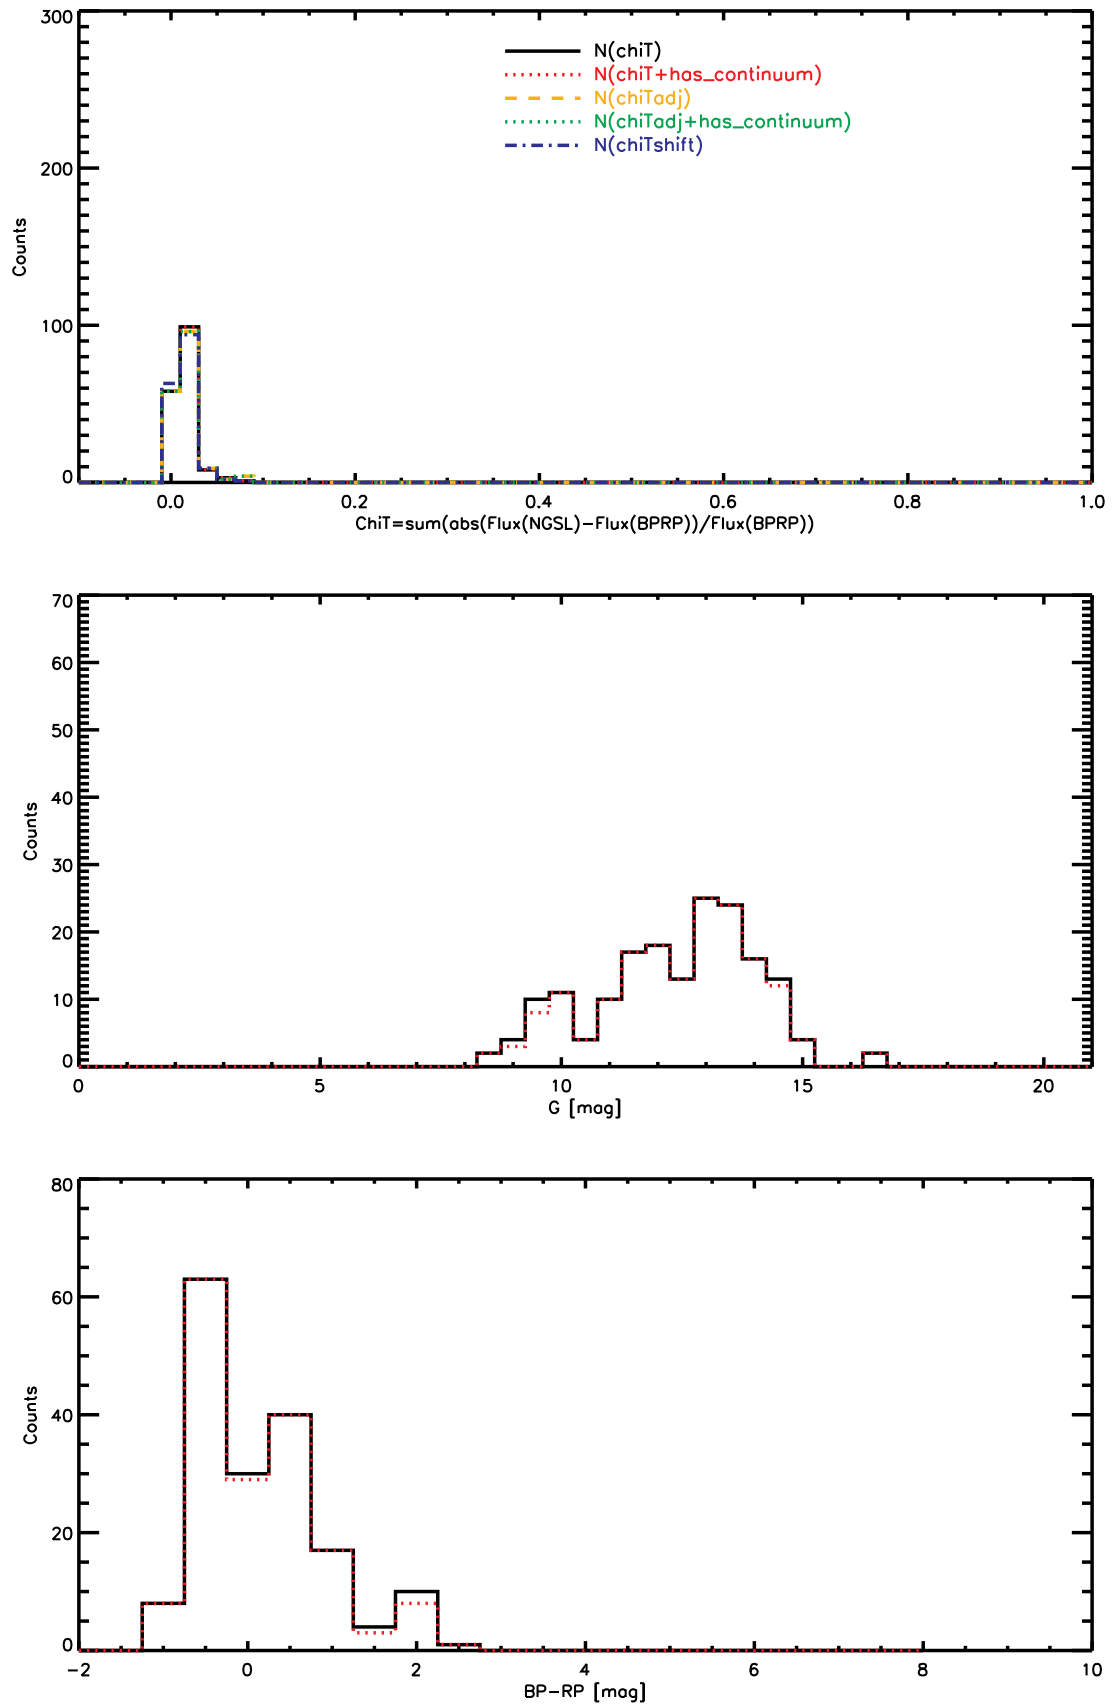 300
200
100
0
Counts
N(chiT)
N(chiT+has_continuum)
N(chiTadj)
N(chiTadj+has_continuum)
N(chiTshift)
0.0 0.2 0.4 0.6 0.8 1.0
ChiT=sum(abs(Flux(NGSL)-Flux(BPRP))/Flux(BPRP))
70
60
50
40
30
20
10
0
Counts
0 5 10 15 20
G [mag]
80
60
40
20
0
Counts
-2 0 2 4 6 8 10
BP-RP [mag]